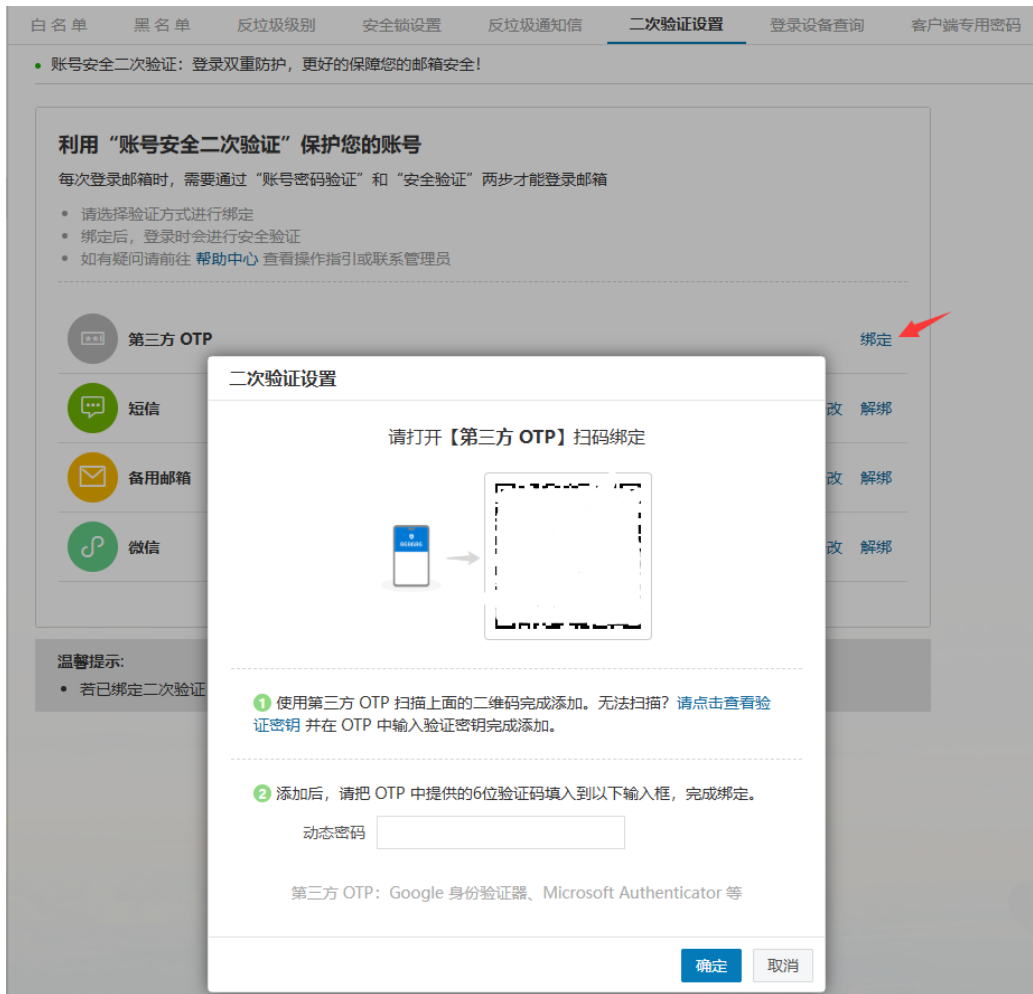 白名单 黑名单 反垃圾级别 安全锁设置 反垃圾通知信 二次验证设置 登录设备查询 客户端专用密码
账号安全二次验证：登录双重防护，更好的保障您的邮箱安全！
利用“账号安全二次验证”保护您的账号
每次登录邮箱时，需要通过“账号密码验证”和“安全验证”两步才能登录邮箱
请选择验证方式进行绑定
绑定后，登录时会进行安全验证
如有疑问请前往 帮助中心 查看操作指引或联系管理员
第三方 OTP 绑定
短信 改 解绑
备用邮箱 改 解绑
微信 改 解绑
温馨提示:
若已绑定二次验证
二次验证设置
请打开【第三方 OTP】扫码绑定
1 使用第三方 OTP 扫描上面的二维码完成添加。无法扫描？请点击查看验
证密钥 并在 OTP 中输入验证密钥完成添加。
2 添加后，请把 OTP 中提供的6位验证码填入到以下输入框，完成绑定。
动态密码
第三方 OTP：Google 身份验证器、Microsoft Authenticator 等
确定 取消